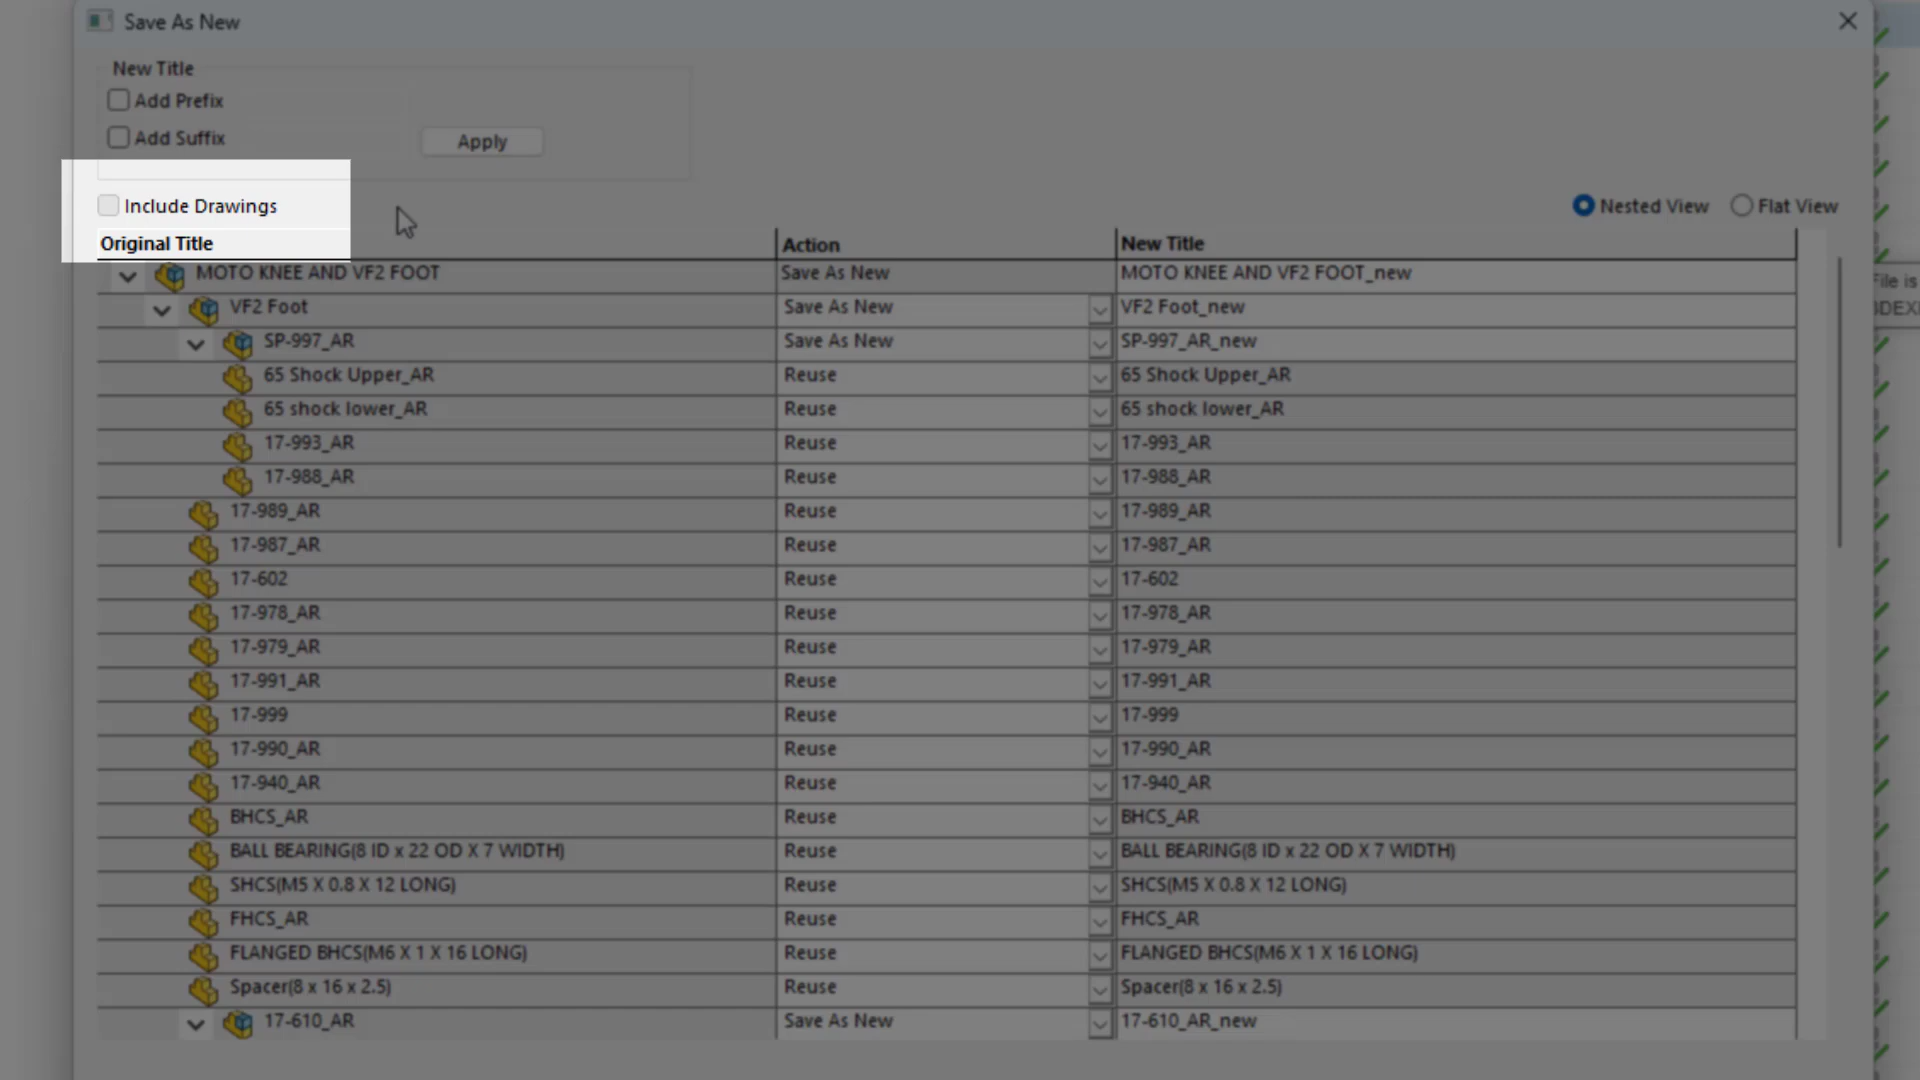 Save As New
New Title
Add Prefix
Add Suffix
Apply
Include Drawings
Nested View Flat View
Original Title Action New Title
MOTO KNEE AND VF2 FOOT Save As New MOTO KNEE AND VF2 FOOT_new
VF2 Foot Save As New VF2 Foot_new
SP-997_AR Save As New SP-997_AR_new
65 Shock Upper_AR Reuse 65 Shock Upper_AR
65 shock lower_AR Reuse 65 shock lower_AR
17-993_AR Reuse 17-993_AR
17-988_AR Reuse 17-988_AR
17-989_AR Reuse 17-989_AR
17-987_AR Reuse 17-987_AR
17-602 Reuse 17-602
17-978_AR Reuse 17-978_AR
17-979_AR Reuse 17-979_AR
17-991_AR Reuse 17-991_AR
17-999 Reuse 17-999
17-990_AR Reuse 17-990_AR
17-940_AR Reuse 17-940_AR
BHCS_AR Reuse BHCS_AR
BALL BEARING(8 ID x 22 OD X 7 WIDTH) Reuse BALL BEARING(8 ID x 22 OD X 7 WIDTH)
SHCS(M5 X 0.8 X 12 LONG) Reuse SHCS(M5 X 0.8 X 12 LONG)
FHCS_AR Reuse FHCS_AR
FLANGED BHCS(M6 X 1 X 16 LONG) Reuse FLANGED BHCS(M6 X 1 X 16 LONG)
Spacer(8 x 16 x 2.5) Reuse Spacer(8 x 16 x 2.5)
17-610_AR Save As New 17-610_AR_new
File is